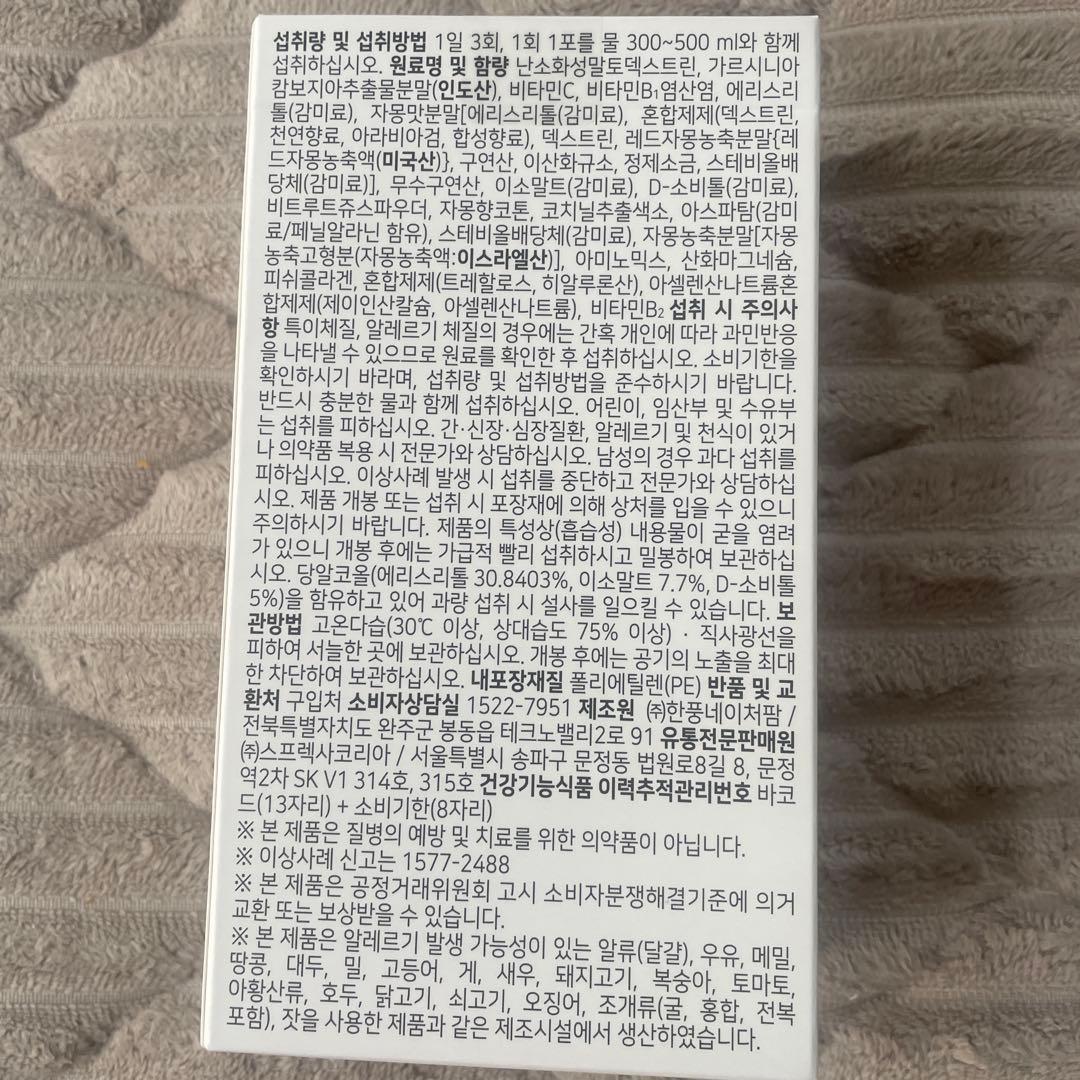 섭취량 및 섭취방법 1일 3회, 1회 1포를 물 300~500 ml와 함께
섭취하십시오. 원료명 및 함량 난소화성말토덱스트린, 가르시니아
캄보지아추출물분말(인도산), 비타민C, 비타민B₁염산염, 에리스리
톨(감미료), 자몽맛분말[에리스리톨(감미료), 혼합제제(덱스트린,
천연향료, 아라비아검, 합성향료), 덱스트린, 레드자몽농축분말{레
드자몽농축액(미국산)}, 구연산, 이산화규소, 정제소금, 스테비올배
당체(감미료)], 무수구연산, 이소말트(감미료), D-소비톨(감미료),
비트루트쥬스파우더, 자몽향코튼, 코치닐추출색소, 아스파탐(감미
료/페닐알라닌 함유), 스테비올배당체(감미료), 자몽농축분말[자몽
농축고형분(자몽농축액:이스라엘산)], 아미노믹스, 산화마그네슘,
피쉬콜라겐, 혼합제제(트레할로스, 히알루론산), 아셀렌산나트륨혼
합제제(제이인산칼슘, 아셀렌산나트륨), 비타민B₂ 섭취 시 주의사
항 특이체질, 알레르기 체질의 경우에는 간혹 개인에 따라 과민반응
을 나타낼 수 있으므로 원료를 확인한 후 섭취하십시오. 소비기한을
확인하시기 바라며, 섭취량 및 섭취방법을 준수하시기 바랍니다.
반드시 충분한 물과 함께 섭취하십시오. 어린이, 임산부 및 수유부
는 섭취를 피하십시오. 간·신장·심장질환, 알레르기 및 천식이 있거
나 의약품 복용 시 전문가와 상담하십시오. 남성의 경우 과다 섭취를
피하십시오. 이상사례 발생 시 섭취를 중단하고 전문가와 상담하십
시오. 제품 개봉 또는 섭취 시 포장재에 의해 상처를 입을 수 있으니
주의하시기 바랍니다. 제품의 특성상(흡습성) 내용물이 굳을 염려
가 있으니 개봉 후에는 가급적 빨리 섭취하시고 밀봉하여 보관하십
시오. 당알코올(에리스리톨 30.8403%, 이소말트 7.7%, D-소비톨
5%)을 함유하고 있어 과량 섭취 시 설사를 일으킬 수 있습니다. 보
관방법 고온다습(30℃ 이상, 상대습도 75% 이상) · 직사광선을
피하여 서늘한 곳에 보관하십시오. 개봉 후에는 공기의 노출을 최대
한 차단하여 보관하십시오. 내포장재질 폴리에틸렌(PE) 반품 및 교
환처 구입처 소비자상담실 1522-7951 제조원 ㈜한풍네이처팜 /
전북특별자치도 완주군 봉동읍 테크노밸리2로 91 유통전문판매원
㈜스프렉사코리아 / 서울특별시 송파구 문정동 법원로8길 8, 문정
역2차 SK V1 314호, 315호 건강기능식품 이력추적관리번호 바코
드(13자리) + 소비기한(8자리)
※ 본 제품은 질병의 예방 및 치료를 위한 의약품이 아닙니다.
※ 이상사례 신고는 1577-2488
※ 본 제품은 공정거래위원회 고시 소비자분쟁해결기준에 의거
교환 또는 보상받을 수 있습니다.
※ 본 제품은 알레르기 발생 가능성이 있는 알류(달걀), 우유, 메밀,
땅콩, 대두, 밀, 고등어, 게, 새우, 돼지고기, 복숭아, 토마토,
아황산류, 호두, 닭고기, 쇠고기, 오징어, 조개류(굴, 홍합, 전복
포함), 잣을 사용한 제품과 같은 제조시설에서 생산하였습니다.